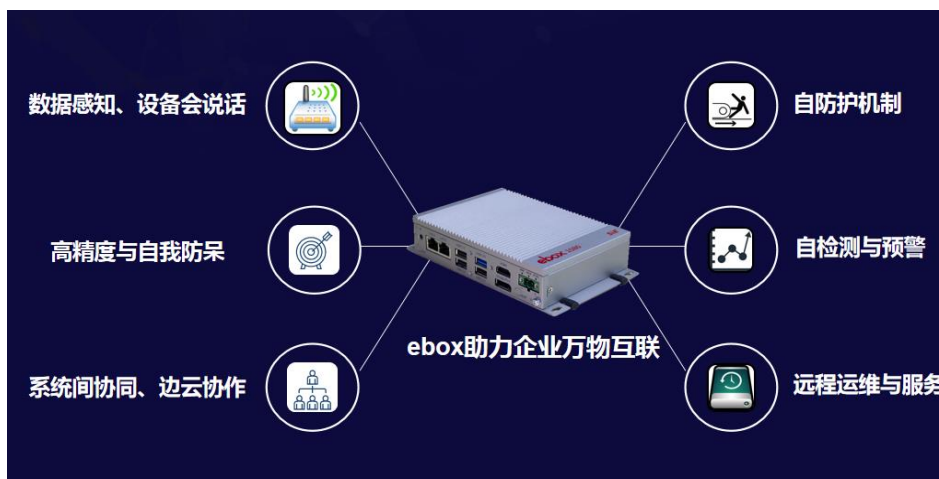 数据感知、设备会说话
自防护机制
高精度与自我防呆
自检测与预警
ebox
ebox助力企业万物互联
系统间协同、边云协作
远程运维与服务